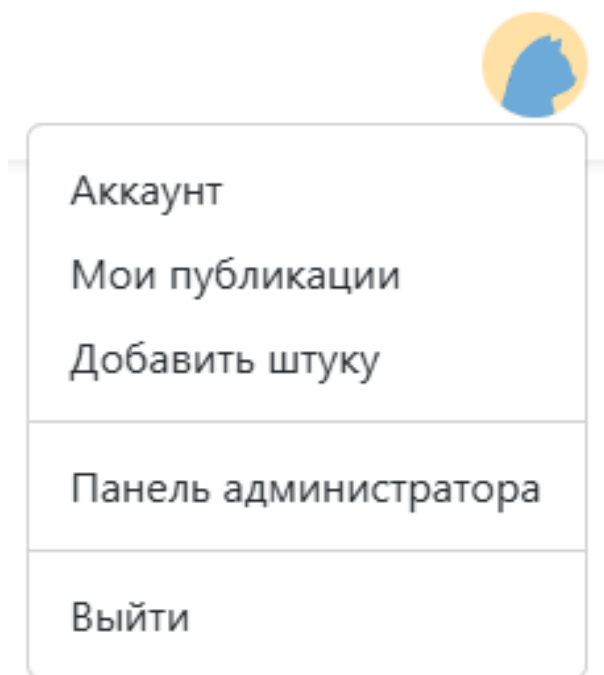 Аккаунт
Мои публикации
Добавить штуку
Панель администратора
Выйти